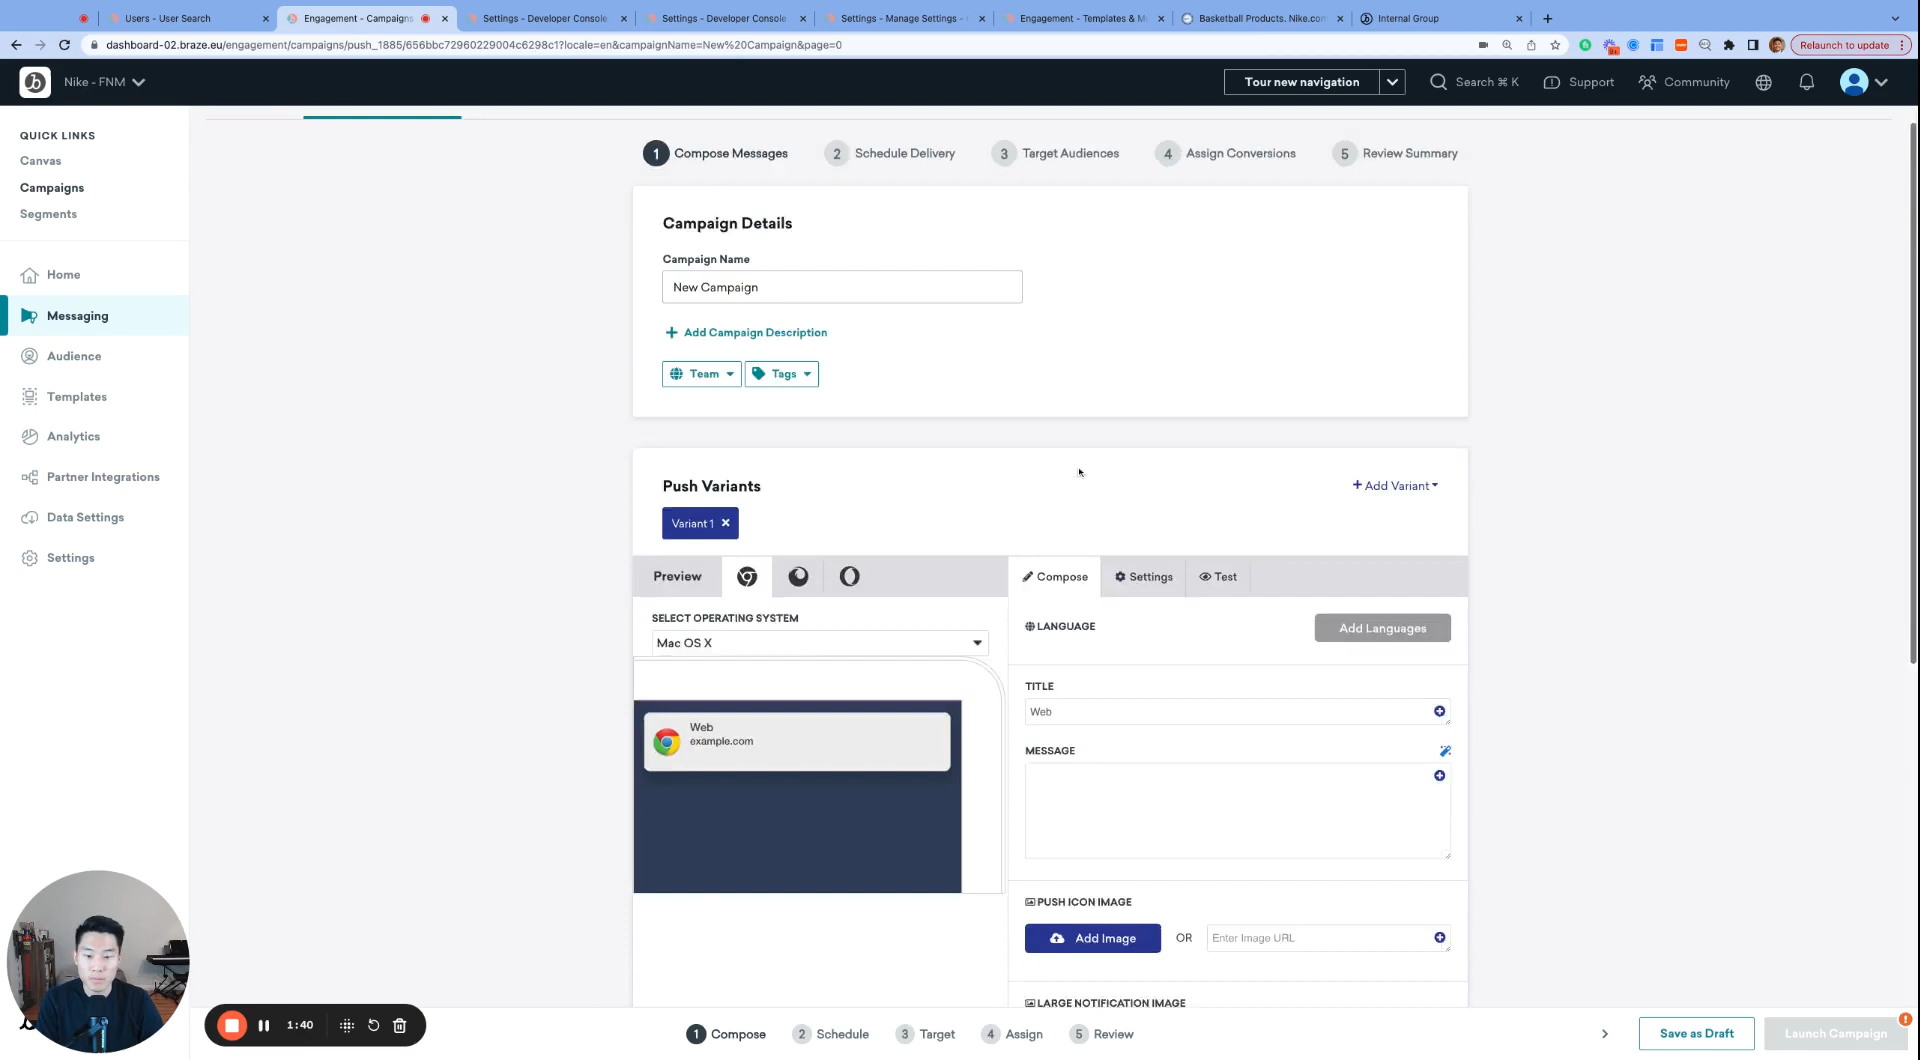 Users - User Search
Engagement - Campaigns
Settings - Developer Console
Settings - Developer Console
Settings - Manage Settings -
Engagement - Templates & M
Basketball Products. Nike.com
Internal Group
dashboard-02.braze.eu/engagement/campaigns/push_1885/656bbc72960229004c6298c1?locale=en&campaignName=New%20Campaign&page=0
Relaunch to update
Nike - FNM
Tour new navigation
Search ⌘ K
Support
Community
QUICK LINKS
Canvas
Campaigns
Segments
Home
Messaging
Audience
Templates
Analytics
Partner Integrations
Data Settings
Settings
1 Compose Messages
2 Schedule Delivery
3 Target Audiences
4 Assign Conversions
5 Review Summary
Campaign Details
Campaign Name
New Campaign
+ Add Campaign Description
Team
Tags
Push Variants
+ Add Variant
Variant 1 ×
Preview
Compose
Settings
Test
SELECT OPERATING SYSTEM
Mac OS X
Web
example.com
LANGUAGE
Add Languages
TITLE
Web
MESSAGE
PUSH ICON IMAGE
Add Image
OR
Enter Image URL
LARGE NOTIFICATION IMAGE
1:40
1 Compose
2 Schedule
3 Target
4 Assign
5 Review
Save as Draft
Launch Campaign